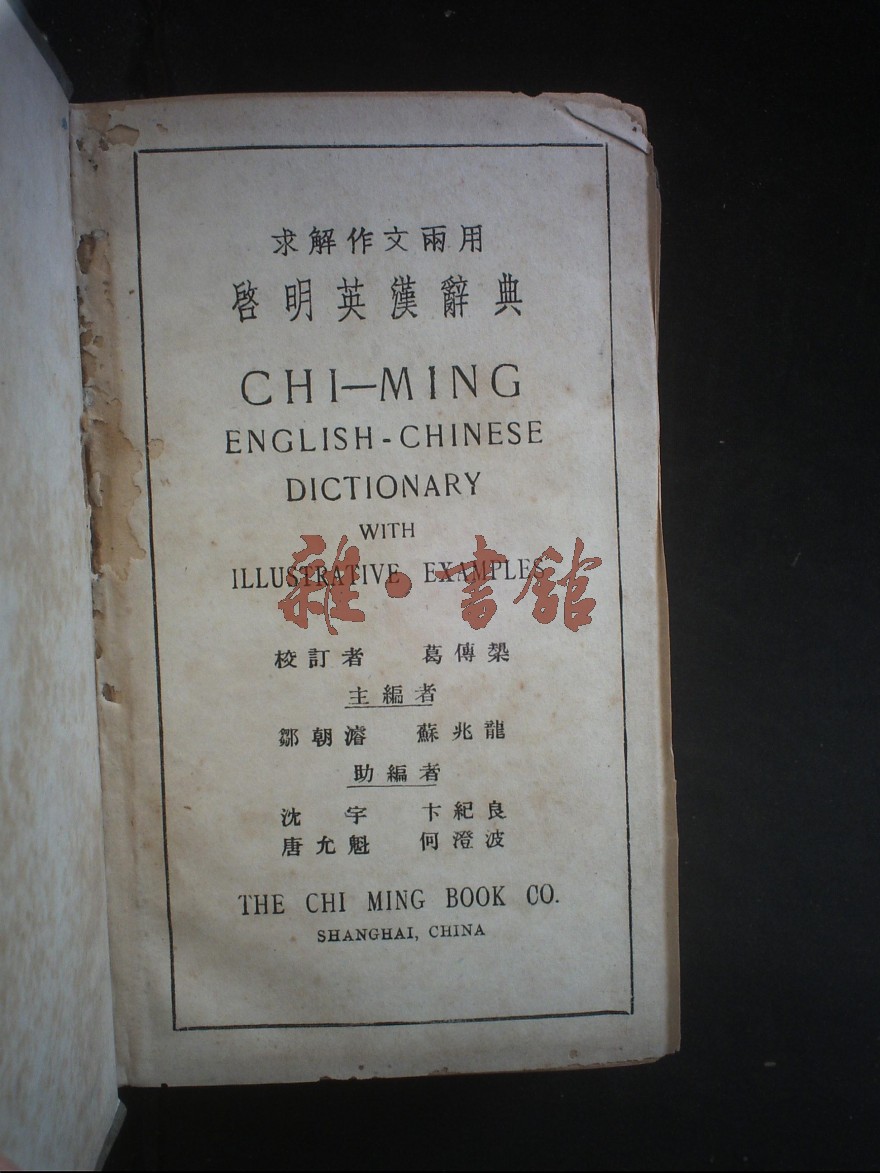 求解作文兩用
啓明英漢辭典
CHI—MING
ENGLISH-CHINESE
DICTIONARY
WITH
ILLUSTRATIVE EXAMPLES
雜·書館
校訂者 葛傳槼
主編者
鄒朝濬 蘇兆龍
助編者
沈宇 卞紀良
唐允魁 何澄波
THE CHI MING BOOK CO.
SHANGHAI, CHINA